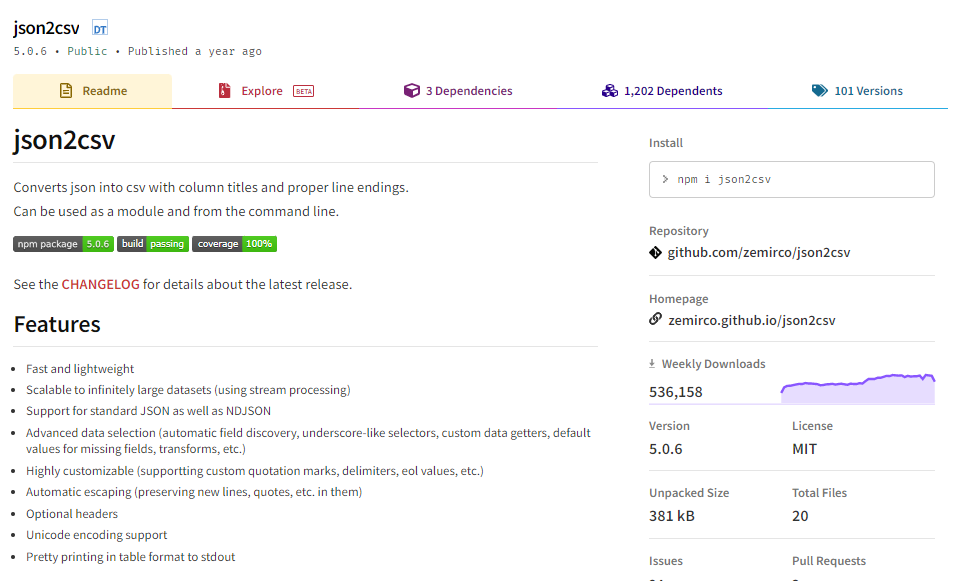 json2csv DT
5.0.6 • Public • Published a year ago
Readme
Explore BETA
3 Dependencies
1,202 Dependents
101 Versions
json2csv
Converts json into csv with column titles and proper line endings.
Can be used as a module and from the command line.
npm package 5.0.6 build passing coverage 100%
See the CHANGELOG for details about the latest release.
Features
• Fast and lightweight
• Scalable to infinitely large datasets (using stream processing)
• Support for standard JSON as well as NDJSON
• Advanced data selection (automatic field discovery, underscore-like selectors, custom data getters, default
values for missing fields, transforms, etc.)
• Highly customizable (supportting custom quotation marks, delimiters, eol values, etc.)
• Automatic escaping (preserving new lines, quotes, etc. in them)
• Optional headers
• Unicode encoding support
• Pretty printing in table format to stdout
Install
> npm i json2csv
Repository
github.com/zemirco/json2csv
Homepage
zemirco.github.io/json2csv
Weekly Downloads
536,158
Version
5.0.6
License
MIT
Unpacked Size
381 kB
Total Files
20
Issues
Pull Requests